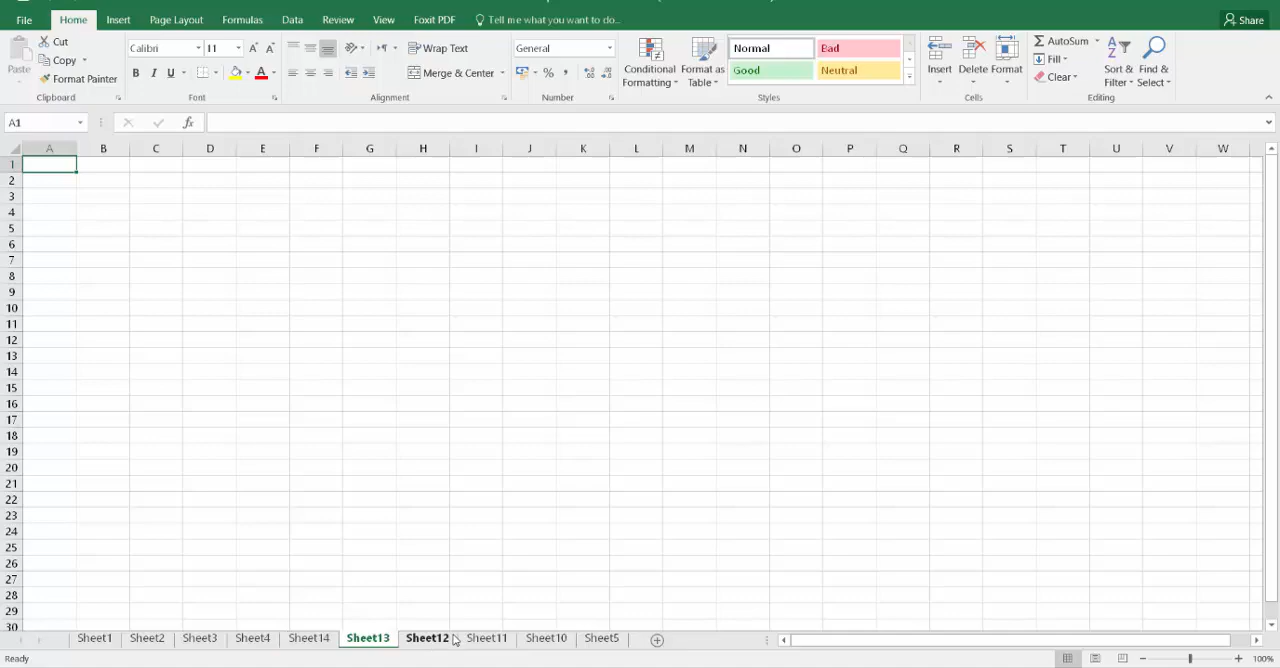 File Home Insert Page Layout Formulas Data Review View Foxit PDF Tell me what you want to do... Share
Paste
Cut
Copy
Format Painter
Clipboard
Calibri 11
B I U
Font
Wrap Text
Merge & Center
Alignment
General
%
Number
Conditional Formatting
Format as Table
Normal Bad
Good Neutral
Styles
Insert Delete Format
Cells
AutoSum
Fill
Clear
Sort & Filter
Find & Select
Editing
A1 fx
A B C D E F G H I J K L M N O P Q R S T U V W
1
2
3
4
5
6
7
8
9
10
11
12
13
14
15
16
17
18
19
20
21
22
23
24
25
26
27
28
29
30
Sheet1 Sheet2 Sheet3 Sheet4 Sheet14 Sheet13 Sheet12 Sheet11 Sheet10 Sheet5
Ready 100%